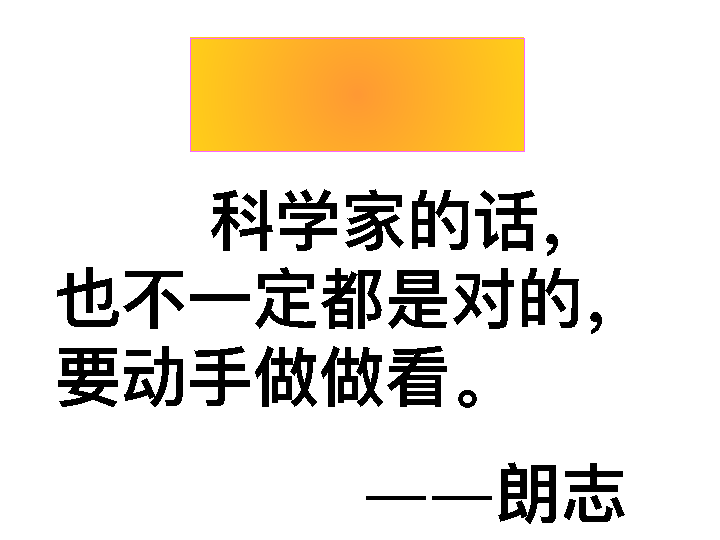 科学家的话，
也不一定都是对的，
要动手做做看。
——朗志